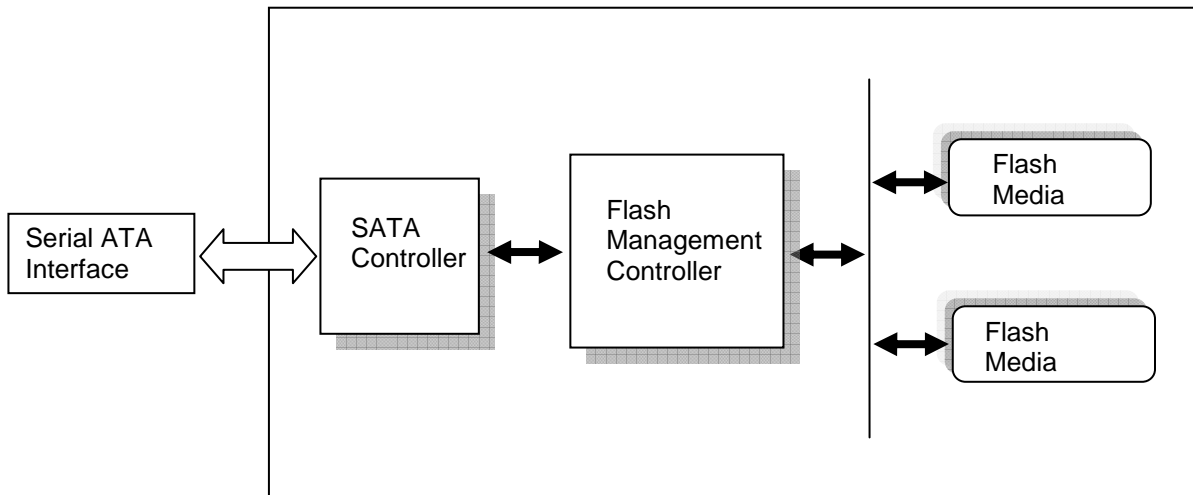 Serial ATA
Interface
SATA
Controller
Flash
Management
Controller
Flash
Media
Flash
Media